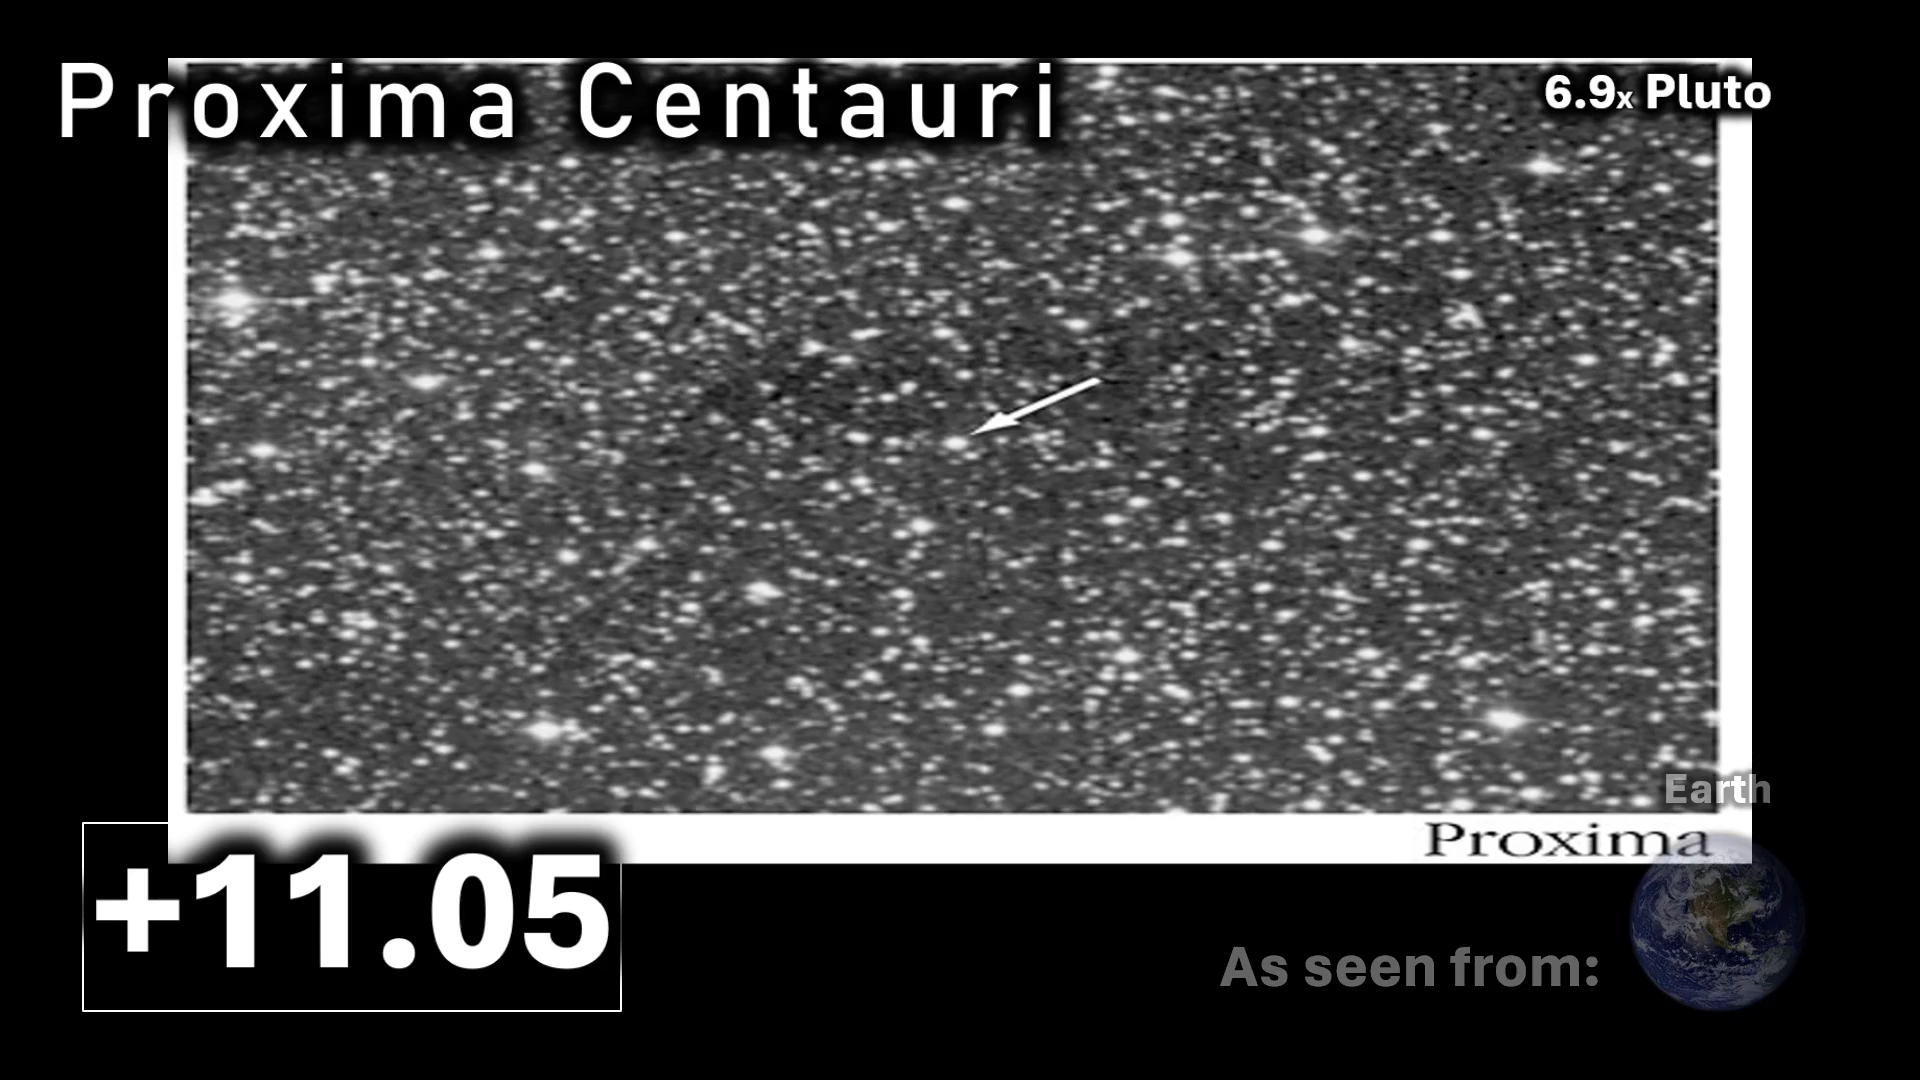 Proxima Centauri
6.9x Pluto
Earth
Proxima
+11.05
As seen from: